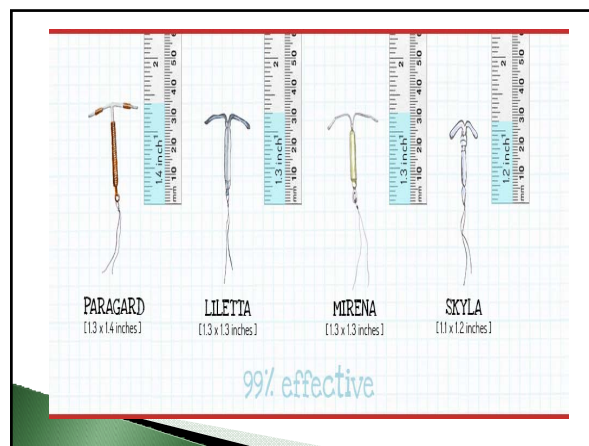 1.4 inch
1.3 inch
1.3 inch
1.2 inch
PARAGARD
[1.3 x 1.4 inches]
LILETTA
[1.3 x 1.3 inches]
MIRENA
[1.3 x 1.3 inches]
SKYLA
[1.1 x 1.2 inches]
99% effective